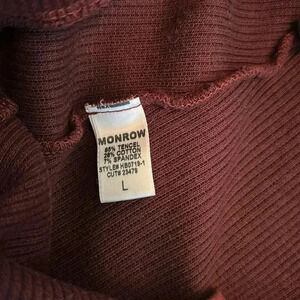 MONROW
65% TENCEL
28% COTTON
7% SPANDEX
STYLE# HB0719-1
CUT# 23478
L